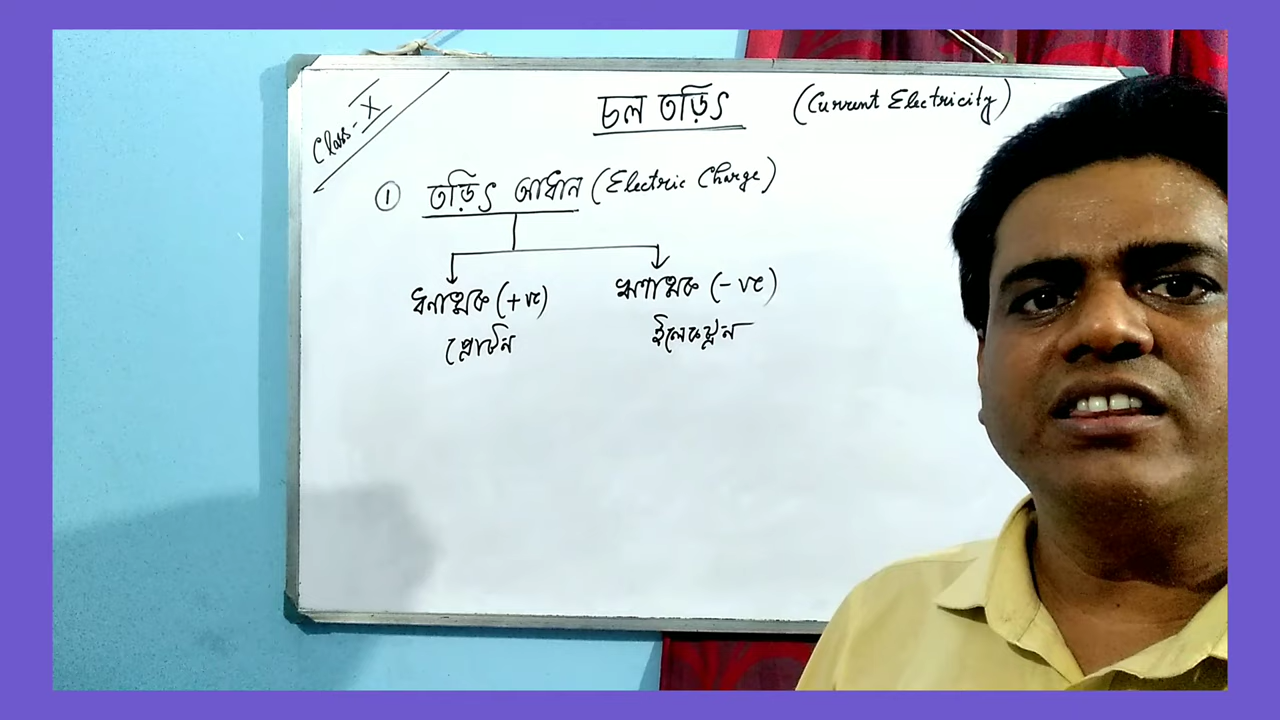 Class - X
চল তড়িৎ (Current Electricity)
① তড়িৎ আধান (Electric Charge)
ধনাত্মক (+ve) ঋণাত্মক (-ve)
প্রোটন ইলেকট্রন